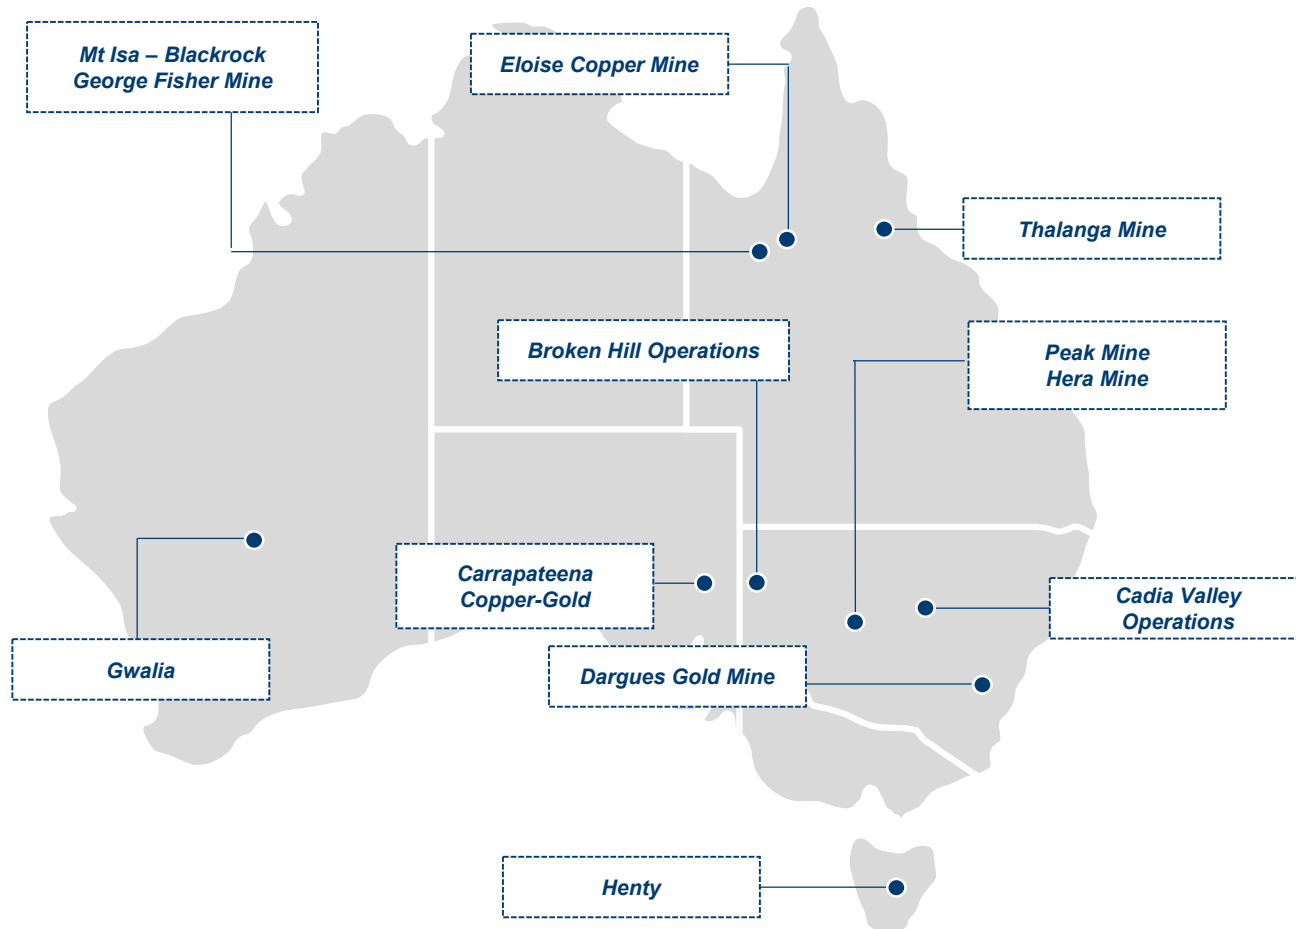 Mt Isa – Blackrock
George Fisher Mine
Eloise Copper Mine
Thalanga Mine
Broken Hill Operations
Peak Mine
Hera Mine
Carrapateena
Copper-Gold
Cadia Valley
Operations
Gwalia
Dargues Gold Mine
Henty